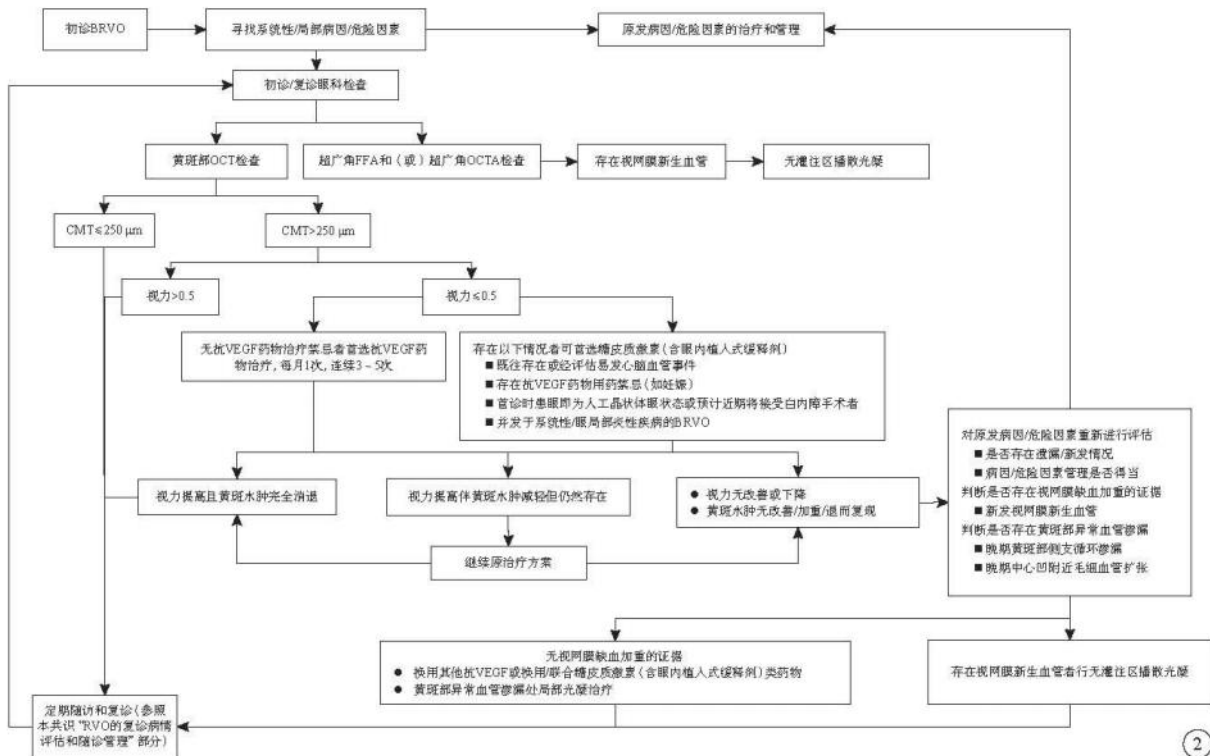 初诊BRVO
寻找系统性/局部病因/危险因素
原发病因/危险因素的治疗和管理
初诊/复诊眼科检查
黄斑部OCT检查
超广角FFA和(或)超广角OCTA检查
存在视网膜新生血管
无灌注区播散光凝
CMT≤250 μm
CMT>250 μm
视力>0.5
视力≤0.5
无抗VEGF药物治疗禁忌者首选抗VEGF药
物治疗,每月1次,连续3~5次
存在以下情况者可首选糖皮质激素(含眼内植入式缓释剂)
■ 既往存在或经评估易发心脑血管事件
■ 存在抗VEGF药物用药禁忌(如妊娠)
■ 首诊时患眼即为人工晶状体眼状态或预计近期将接受白内障手术者
■ 并发于系统性/眼局部炎性疾病的BRVO
视力提高且黄斑水肿完全消退
视力提高伴黄斑水肿减轻但仍然存在
● 视力无改善或下降
● 黄斑水肿无改善/加重/退而复现
继续原治疗方案
对原发病因/危险因素重新进行评估
■ 是否存在遗漏/新发情况
■ 病因/危险因素管理是否得当
判断是否存在视网膜缺血加重的证据
■ 新发视网膜新生血管
判断是否存在黄斑部异常血管渗漏
■ 晚期黄斑部侧支循环渗漏
■ 晚期中心凹附近毛细血管扩张
无视网膜缺血加重的证据
● 换用其他抗VEGF或换用/联合糖皮质激素(含眼内植入式缓释剂)类药物
● 黄斑部异常血管渗漏处局部光凝治疗
存在视网膜新生血管者行无灌注区播散光凝
定期随访和复诊(参照
本共识“RVO的复诊病情
评估和随诊管理”部分)
②